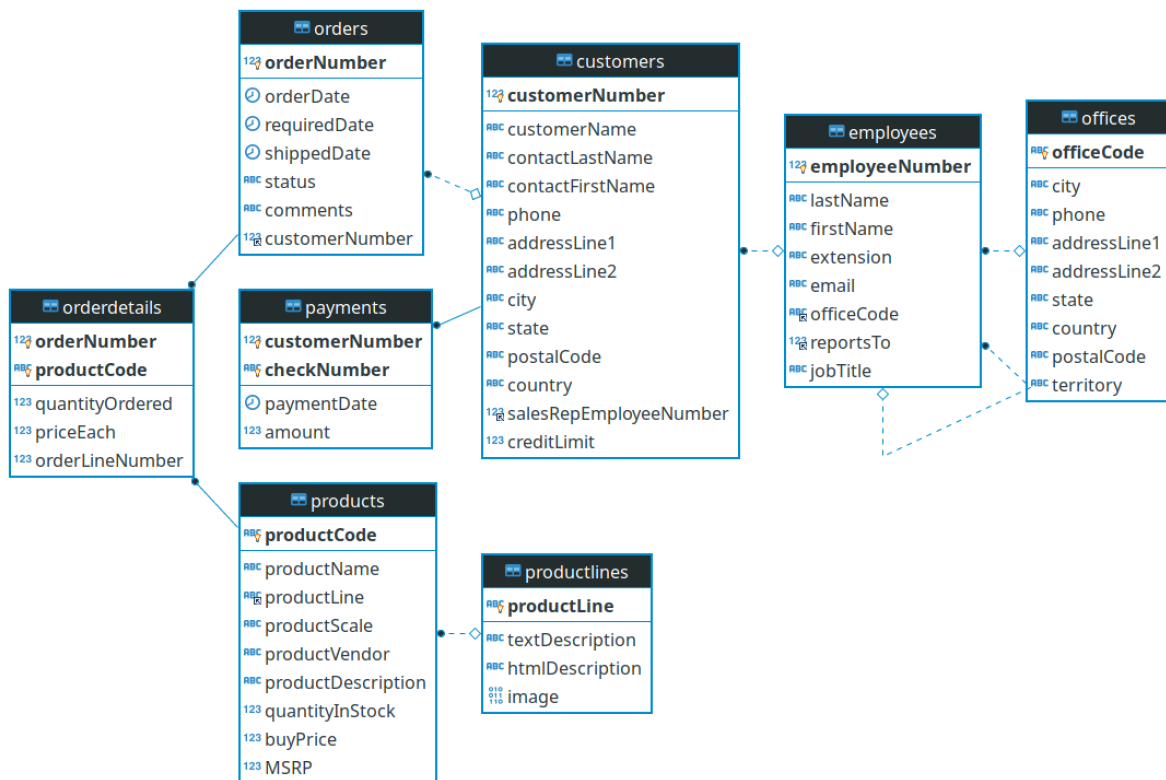 orders
orderNumber
orderDate
requiredDate
shippedDate
status
comments
customerNumber
customers
customerNumber
customerName
contactLastName
contactFirstName
phone
addressLine1
addressLine2
city
state
postalCode
country
salesRepEmployeeNumber
creditLimit
employees
employeeNumber
lastName
firstName
extension
email
officeCode
reportsTo
jobTitle
offices
officeCode
city
phone
addressLine1
addressLine2
state
country
postalCode
territory
orderdetails
orderNumber
productCode
quantityOrdered
priceEach
orderLineNumber
payments
customerNumber
checkNumber
paymentDate
amount
products
productCode
productName
productLine
productScale
productVendor
productDescription
quantityInStock
buyPrice
MSRP
productlines
productLine
textDescription
htmlDescription
image